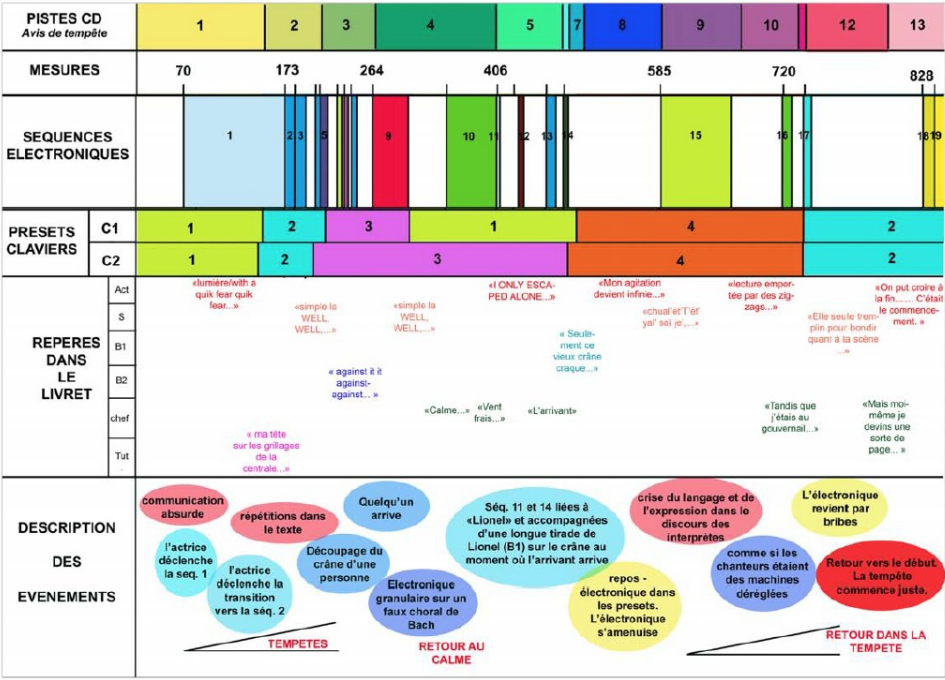 PISTES CD
Avis de tempête
1 2 3 4 5 7 8 9 10 12 13
MESURES
70 173 264 406 585 720 828
SEQUENCES
ELECTRONIQUES
1 2 3 5 9 10 11 12 13 14 15 16 17 18 19
PRESETS
CLAVIERS
C1
1 2 3 1 4 2
C2
1 2 3 4 2
REPERES
DANS
LE
LIVRET
Act
«lumière/with a
quik fear quik
fear...»
«I ONLY ESCA-
PED ALONE...»
«Mon agitation
devient infinie...»
«lecture empor-
tée par des zig-
zags...»
«On put croire à
la fin...... C'était
le commence-
ment. »
S
«simple la
WELL,
WELL,...»
«simple la
WELL,
WELL,...»
«Elle seule trem-
plin pour bondir
quant à la scène
...»
B1
« Seule-
ment ce
vieux crâne
craque...»
B2
« against it it
against-
against... »
chef
«Calme...»
«Vent
frais...»
«L'arrivant»
«Tandis que
j'étais au
gouvernail...»
«Mais moi-
même je
devins une
sorte de
page... »
Tut
« ma tête
sur les grillages
de la
centrale...»
DESCRIPTION
DES
EVENEMENTS
communication
absurde
répétitions dans
le texte
Quelqu'un
arrive
Séq. 11 et 14 liées à
«Lionel» et accompagnées
d'une longue tirade de
Lionel (B1) sur le crâne au
moment où l'arrivant arrive
crise du langage et de
l'expression dans le
discours des
interprètes
L'électronique
revient par
bribes
l'actrice
déclenche
la seq. 1
l'actrice
déclenche la
transition
vers la séq. 2
Découpage du
crâne d'une
personne
Electronique
granulaire sur un
faux choral de
Bach
repos -
électronique dans
les presets.
L'électronique
s'amenuise
comme si les
chanteurs étaient
des machines
déréglées
Retour vers le début.
La tempête
commence juste.
TEMPETES
RETOUR AU
CALME
RETOUR DANS LA
TEMPETE